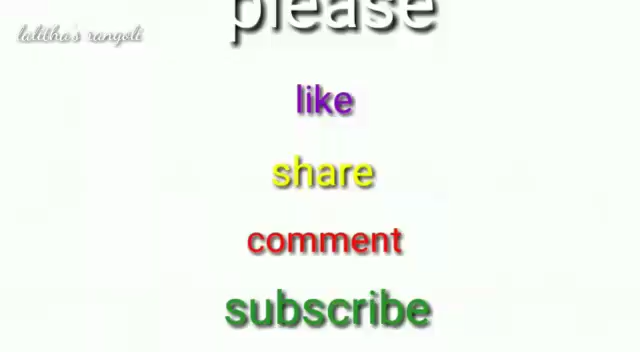 please
lalitha's rangoli
like
share
comment
subscribe